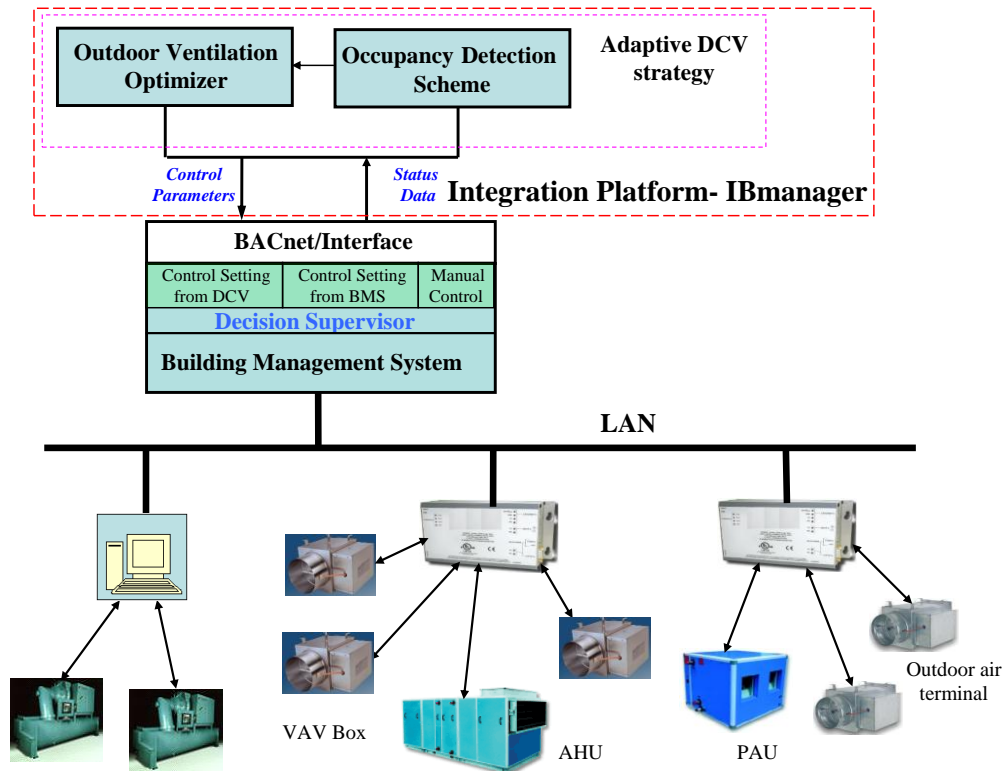 Outdoor Ventilation
Optimizer
Occupancy Detection
Scheme
Adaptive DCV
strategy
Control
Parameters
Status
Data
Integration Platform- IBmanager
BACnet/Interface
Control Setting
from DCV
Control Setting
from BMS
Manual
Control
Decision Supervisor
Building Management System
LAN
VAV Box
AHU
PAU
Outdoor air
terminal